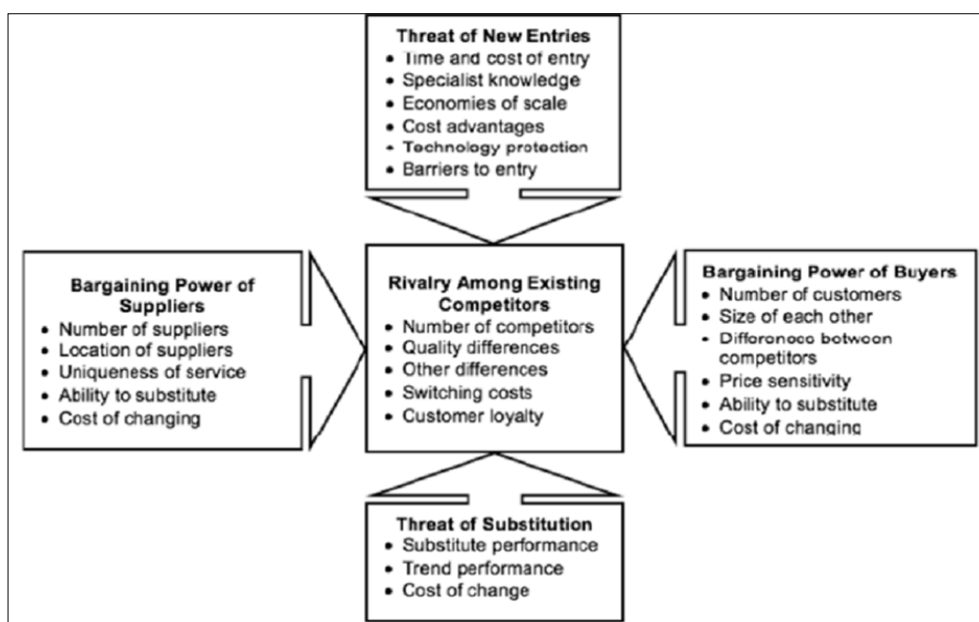 Threat of New Entries
• Time and cost of entry
• Specialist knowledge
• Economies of scale
• Cost advantages
• Technology protection
• Barriers to entry
Bargaining Power of
Suppliers
• Number of suppliers
• Location of suppliers
• Uniqueness of service
• Ability to substitute
• Cost of changing
Rivalry Among Existing
Competitors
• Number of competitors
• Quality differences
• Other differences
• Switching costs
• Customer loyalty
Bargaining Power of Buyers
• Number of customers
• Size of each other
• Differences between
competitors
• Price sensitivity
• Ability to substitute
• Cost of changing
Threat of Substitution
• Substitute performance
• Trend performance
• Cost of change